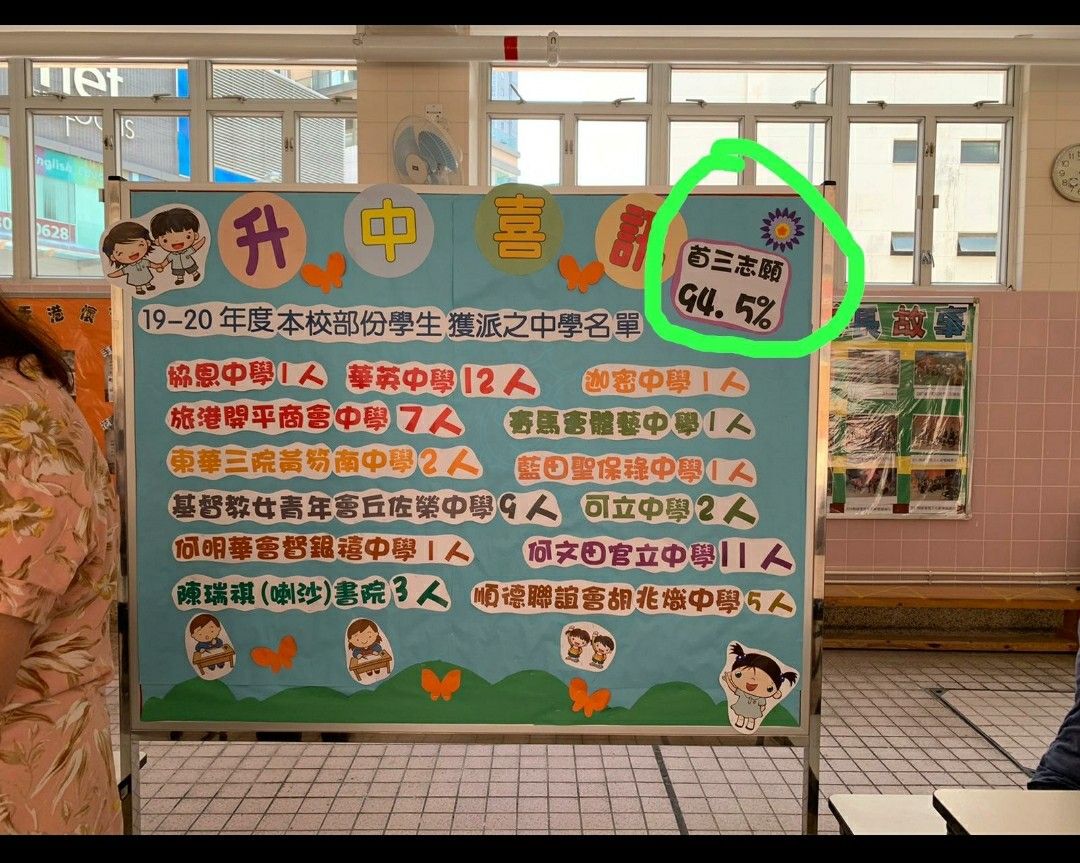 升中喜訊
首三志願
94.5%
19-20 年度本校部份學生獲派之中學名單
協恩中學1人 華英中學12人 迦密中學1人
旅港開平商會中學7人 賽馬會體藝中學1人
東華三院黃笏南中學2人 藍田聖保祿中學1人
基督教女青年會丘佐榮中學9人 可立中學2人
何明華會督銀禧中學1人 何文田官立中學11人
陳瑞祺(喇沙)書院3人 順德聯誼會胡兆熾中學5人